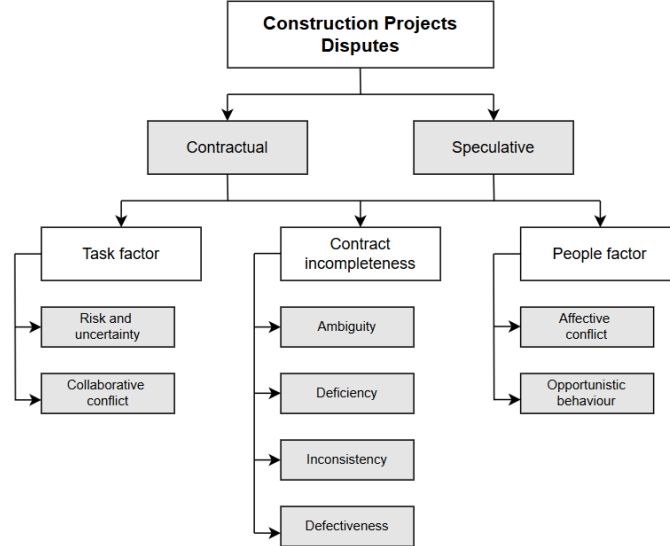 Construction Projects
Disputes
Contractual
Speculative
Task factor
Contract
incompleteness
People factor
Risk and
uncertainty
Ambiguity
Affective
conflict
Collaborative
conflict
Deficiency
Opportunistic
behaviour
Inconsistency
Defectiveness